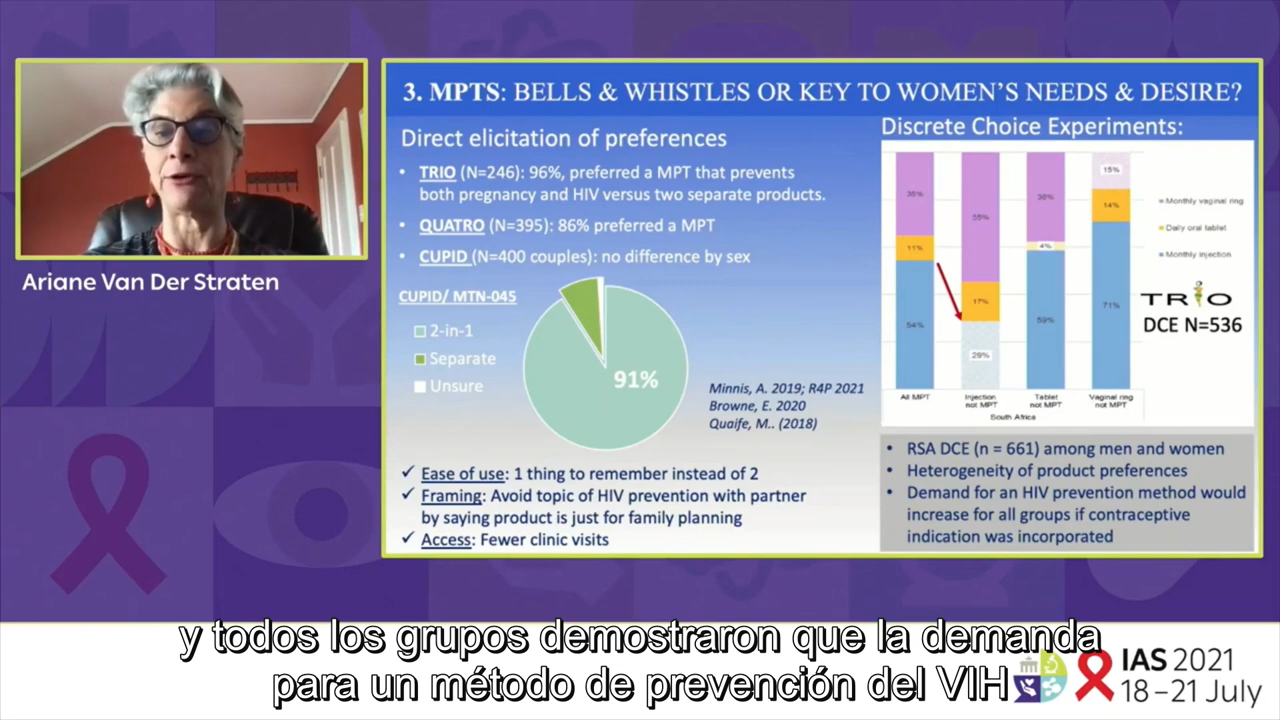 3. MPTS: BELLS & WHISTLES OR KEY TO WOMEN'S NEEDS & DESIRE?
Direct elicitation of preferences
• TRIO (N=246): 96%, preferred a MPT that prevents
both pregnancy and HIV versus two separate products.
• QUATRO (N=395): 86% preferred a MPT
• CUPID (N=400 couples): no difference by sex
CUPID/ MTN-045
2-in-1
Separate
Unsure
91%
Minnis, A. 2019; R4P 2021
Browne, E. 2020
Quaife, M.. (2018)
✓ Ease of use: 1 thing to remember instead of 2
✓ Framing: Avoid topic of HIV prevention with partner
by saying product is just for family planning
✓ Access: Fewer clinic visits
Discrete Choice Experiments:
35%
11%
54%
55%
17%
29%
36%
4%
59%
15%
14%
71%
All MPT
Injection
not MPT
Tablet
not MPT
Vaginal ring
not MPT
South Africa
Monthly vaginal ring
Daily oral tablet
Monthly injection
TRIO
DCE N=536
• RSA DCE (n = 661) among men and women
• Heterogeneity of product preferences
• Demand for an HIV prevention method would
increase for all groups if contraceptive
indication was incorporated
Ariane Van Der Straten
y todos los grupos demostraron que la demanda
para un método de prevención del VIH
IAS 2021
18–21 July